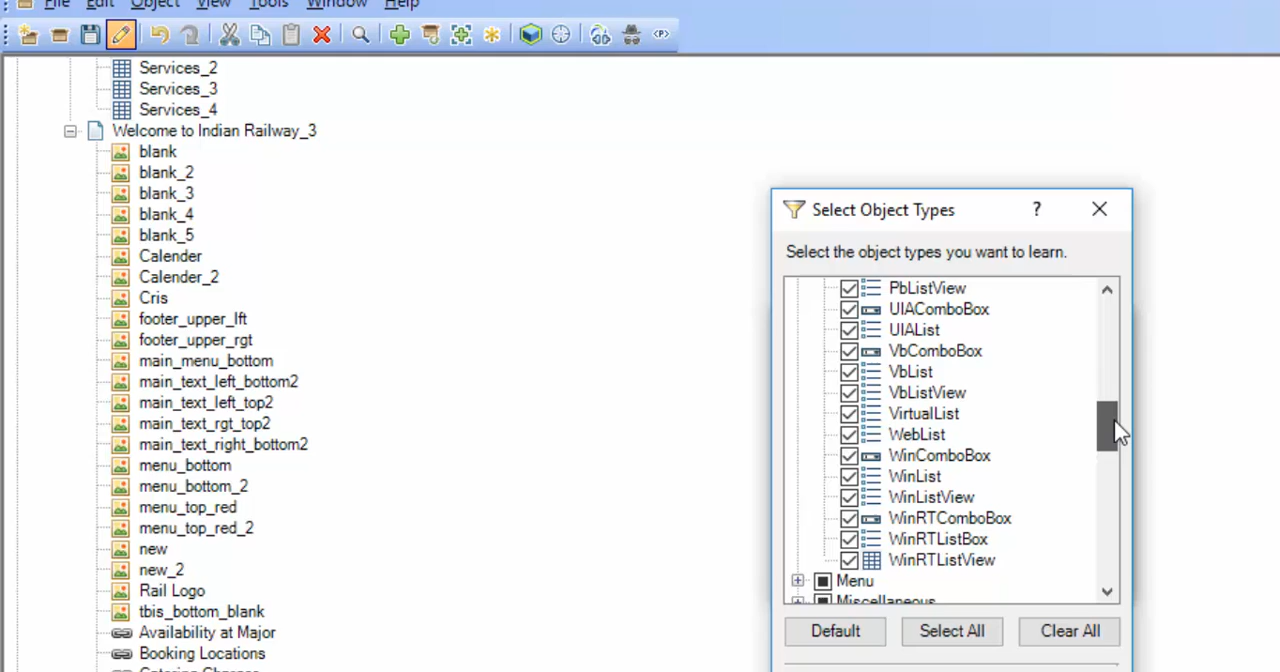 File Edit Object View Tools Window Help
Services_2
Services_3
Services_4
Welcome to Indian Railway_3
blank
blank_2
blank_3
blank_4
blank_5
Calender
Calender_2
Cris
footer_upper_lft
footer_upper_rgt
main_menu_bottom
main_text_left_bottom2
main_text_left_top2
main_text_rgt_top2
main_text_right_bottom2
menu_bottom
menu_bottom_2
menu_top_red
menu_top_red_2
new
new_2
Rail Logo
tbis_bottom_blank
Availability at Major
Booking Locations
Catering Charges
Select Object Types
?
Select the object types you want to learn.
PbListView
UIAComboBox
UIAList
VbComboBox
VbList
VbListView
VirtualList
WebList
WinComboBox
WinList
WinListView
WinRTComboBox
WinRTListBox
WinRTListView
Menu
Miscellaneous
Default Select All Clear All